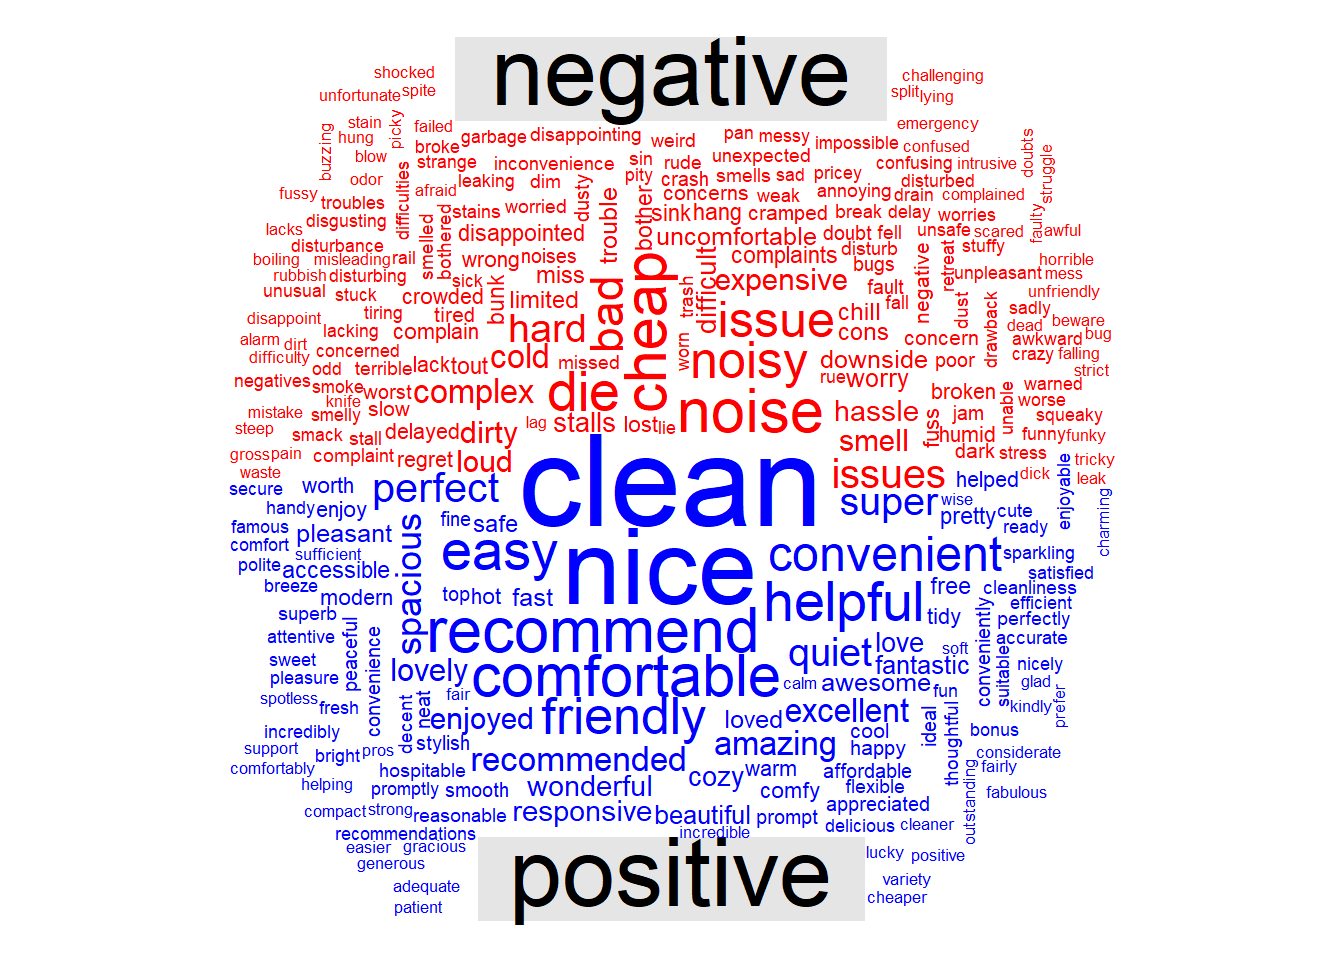 negative
shocked
challenging
unfortunate spite
split lying
stain picky failed garbage disappointing weird pan messy impossible emergency
buzzing hung broke confused
blow strange inconvenience sin rude unexpected confusing intrusive doubts
odor difficulties afraid leaking dim dusty pity crash smells sad pricey disturbed struggle
fussy troubles stains worried trouble bother concerns weak annoying drain complained
lacks disgusting smelled bothered disappointed sink hang cramped break delay worries faulty
disturbance wrong noises uncomfortable doubt fell unsafe scared awful
boiling misleading rail miss cheap difficult complaints disturb negative retreat stuffy horrible
rubbish disturbing sick bunk bad trash expensive bugs unpleasant mess
unusual stuck crowded limited issue fault fall dust unfriendly
disappoint tiring tired hard chill drawback sadly
alarm dirt lacking complain cons concern dead beware
difficulty concerned cold missed worn noisy downside poor awkward bug
odd terrible lack tout crazy falling
negatives smoke worst complex die rue worry broken unable warned strict
knife
mistake smelly slow noise hassle fuss jam worse
steep smack stall delayed dirty lag stalls lost lie smell humid funny squeaky funky
gross pain complaint regret loud dark stress tricky
waste issues helped dick leak
secure worth perfect clean super wise enjoyable
handy enjoy pretty cute charming
famous pleasant spacious fine safe ready
comfort sufficient easy nice convenient sparkling
polite accessible satisfied
breeze modern top hot fast helpful free cleanliness
superb tidy conveniently efficient
attentive peaceful convenience recommend perfectly
sweet quiet love soft suitable accurate
pleasure lovely comfortable fantastic nicely
spotless fresh decent neat fair calm awesome fun glad
enjoyed friendly loved excellent ideal thoughtful kindly prefer
incredibly stylish amazing cool bonus
support bright pros recommended happy considerate
comfortably hospitable cozy warm affordable fairly
helping promptly smooth wonderful comfy flexible outstanding fabulous
compact strong reasonable responsive beautiful prompt appreciated
recommendations incredible delicious cleaner
easier gracious lucky positive
generous
positive
adequate variety
patient cheaper